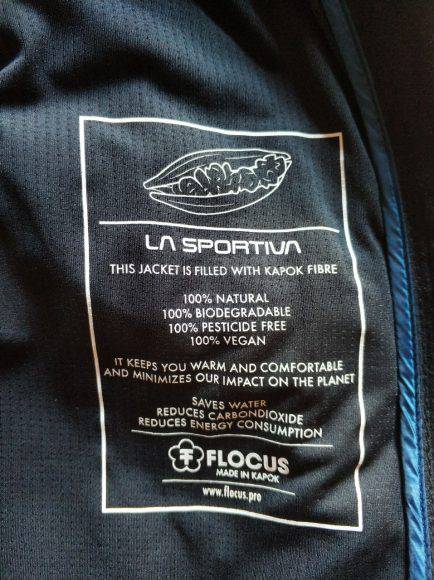 LA SPORTIVA
THIS JACKET IS FILLED WITH KAPOK FIBRE
100% NATURAL
100% BIODEGRADABLE
100% PESTICIDE FREE
100% VEGAN
IT KEEPS YOU WARM AND COMFORTABLE
AND MINIMIZES OUR IMPACT ON THE PLANET
SAVES WATER
REDUCES CARBONDIOXIDE
REDUCES ENERGY CONSUMPTION
FLOCUS
MADE IN KAPOK
www.flocus.pro